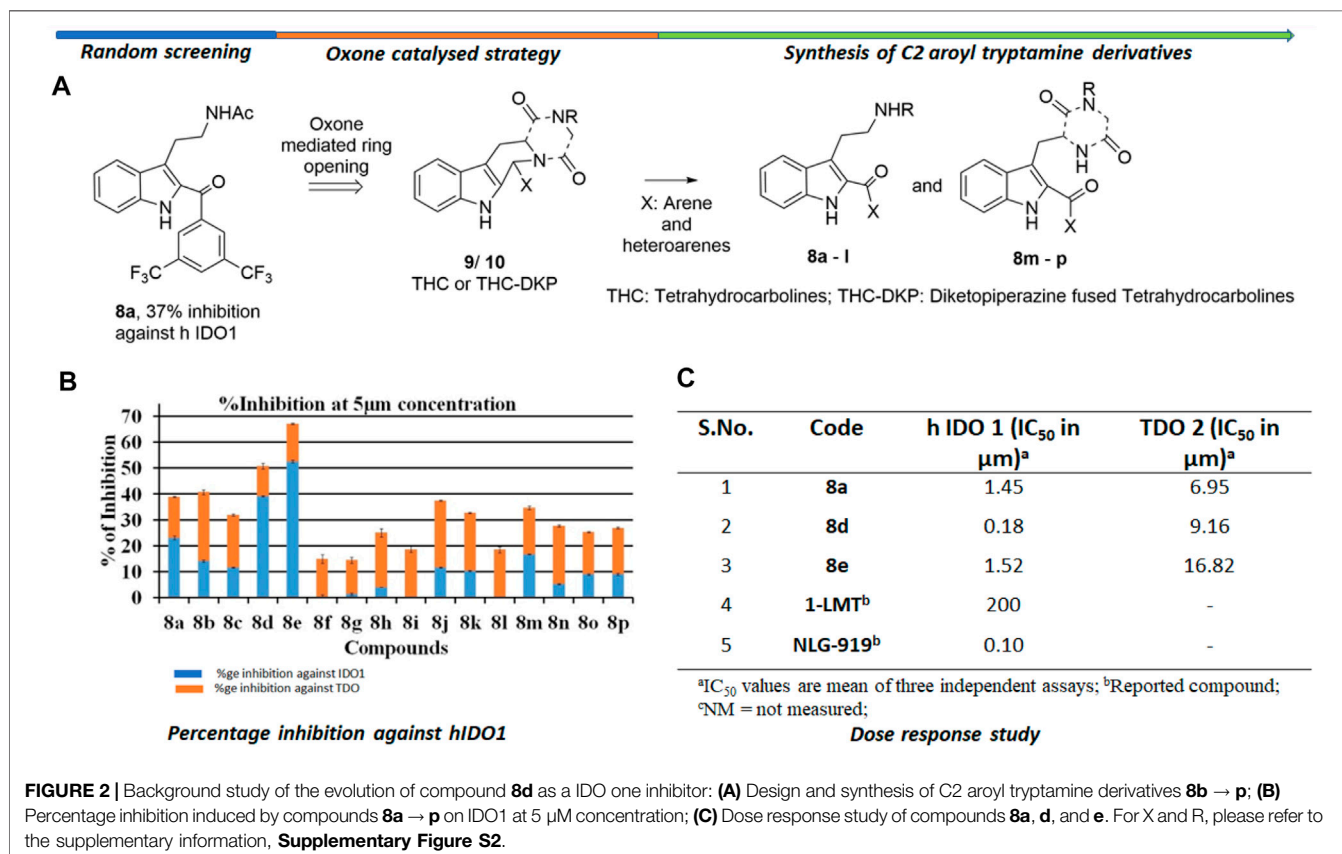 Random screening
Oxone catalysed strategy
Synthesis of C2 aroyl tryptamine derivatives
A
NHAc
O
N
H
F₃C
CF₃
8a, 37% inhibition
against h IDO1
Oxone
mediated ring
opening
O
NR
N
X
O
N
H
9/ 10
THC or THC-DKP
X: Arene
and
heteroarenes
NHR
O
N
H
X
8a - l
and
R
O
N
N
H
O
O
N
H
X
8m - p
THC: Tetrahydrocarbolines; THC-DKP: Diketopiperazine fused Tetrahydrocarbolines
B
%Inhibition at 5μm concentration
% of Inhibition
70
60
50
40
30
20
10
0
8a 8b 8c 8d 8e 8f 8g 8h 8i 8j 8k 8l 8m 8n 8o 8p
Compounds
%ge inhibition against IDO1
%ge inhibition against TDO
Percentage inhibition against hIDO1
C
S.No. Code h IDO 1 (IC₅₀ in μm)ᵃ TDO 2 (IC₅₀ in μm)ᵃ
1 8a 1.45 6.95
2 8d 0.18 9.16
3 8e 1.52 16.82
4 1-LMTᵇ 200 -
5 NLG-919ᵇ 0.10 -
ᵃIC₅₀ values are mean of three independent assays; ᵇReported compound;
ᶜNM = not measured;
Dose response study
FIGURE 2 | Background study of the evolution of compound 8d as a IDO one inhibitor: (A) Design and synthesis of C2 aroyl tryptamine derivatives 8b → p; (B)
Percentage inhibition induced by compounds 8a → p on IDO1 at 5 μM concentration; (C) Dose response study of compounds 8a, d, and e. For X and R, please refer to
the supplementary information, Supplementary Figure S2.